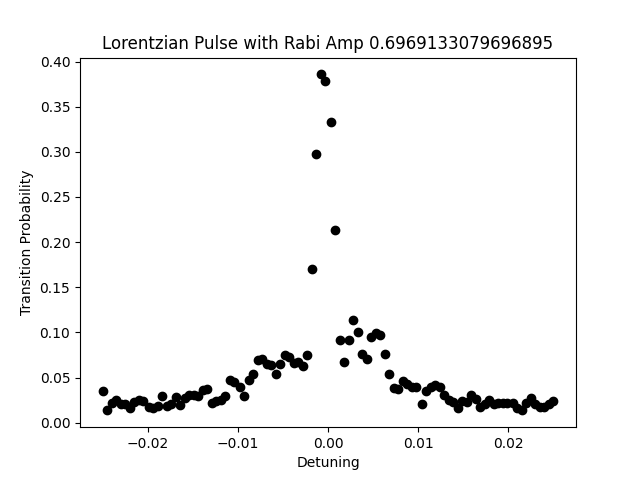 Lorentzian Pulse with Rabi Amp 0.6969133079696895
0.40
0.35
0.30
0.25
0.20
0.15
0.10
0.05
0.00
Transition Probability
−0.02 −0.01 0.00 0.01 0.02
Detuning